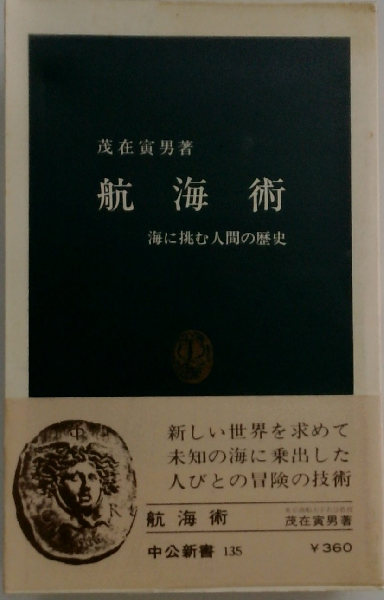 茂在寅男著
航海術
海に挑む人間の歴史
新しい世界を求めて
未知の海に乗出した
人びとの冒険の技術
航海術
茂在寅男著
中公新書 135
￥360